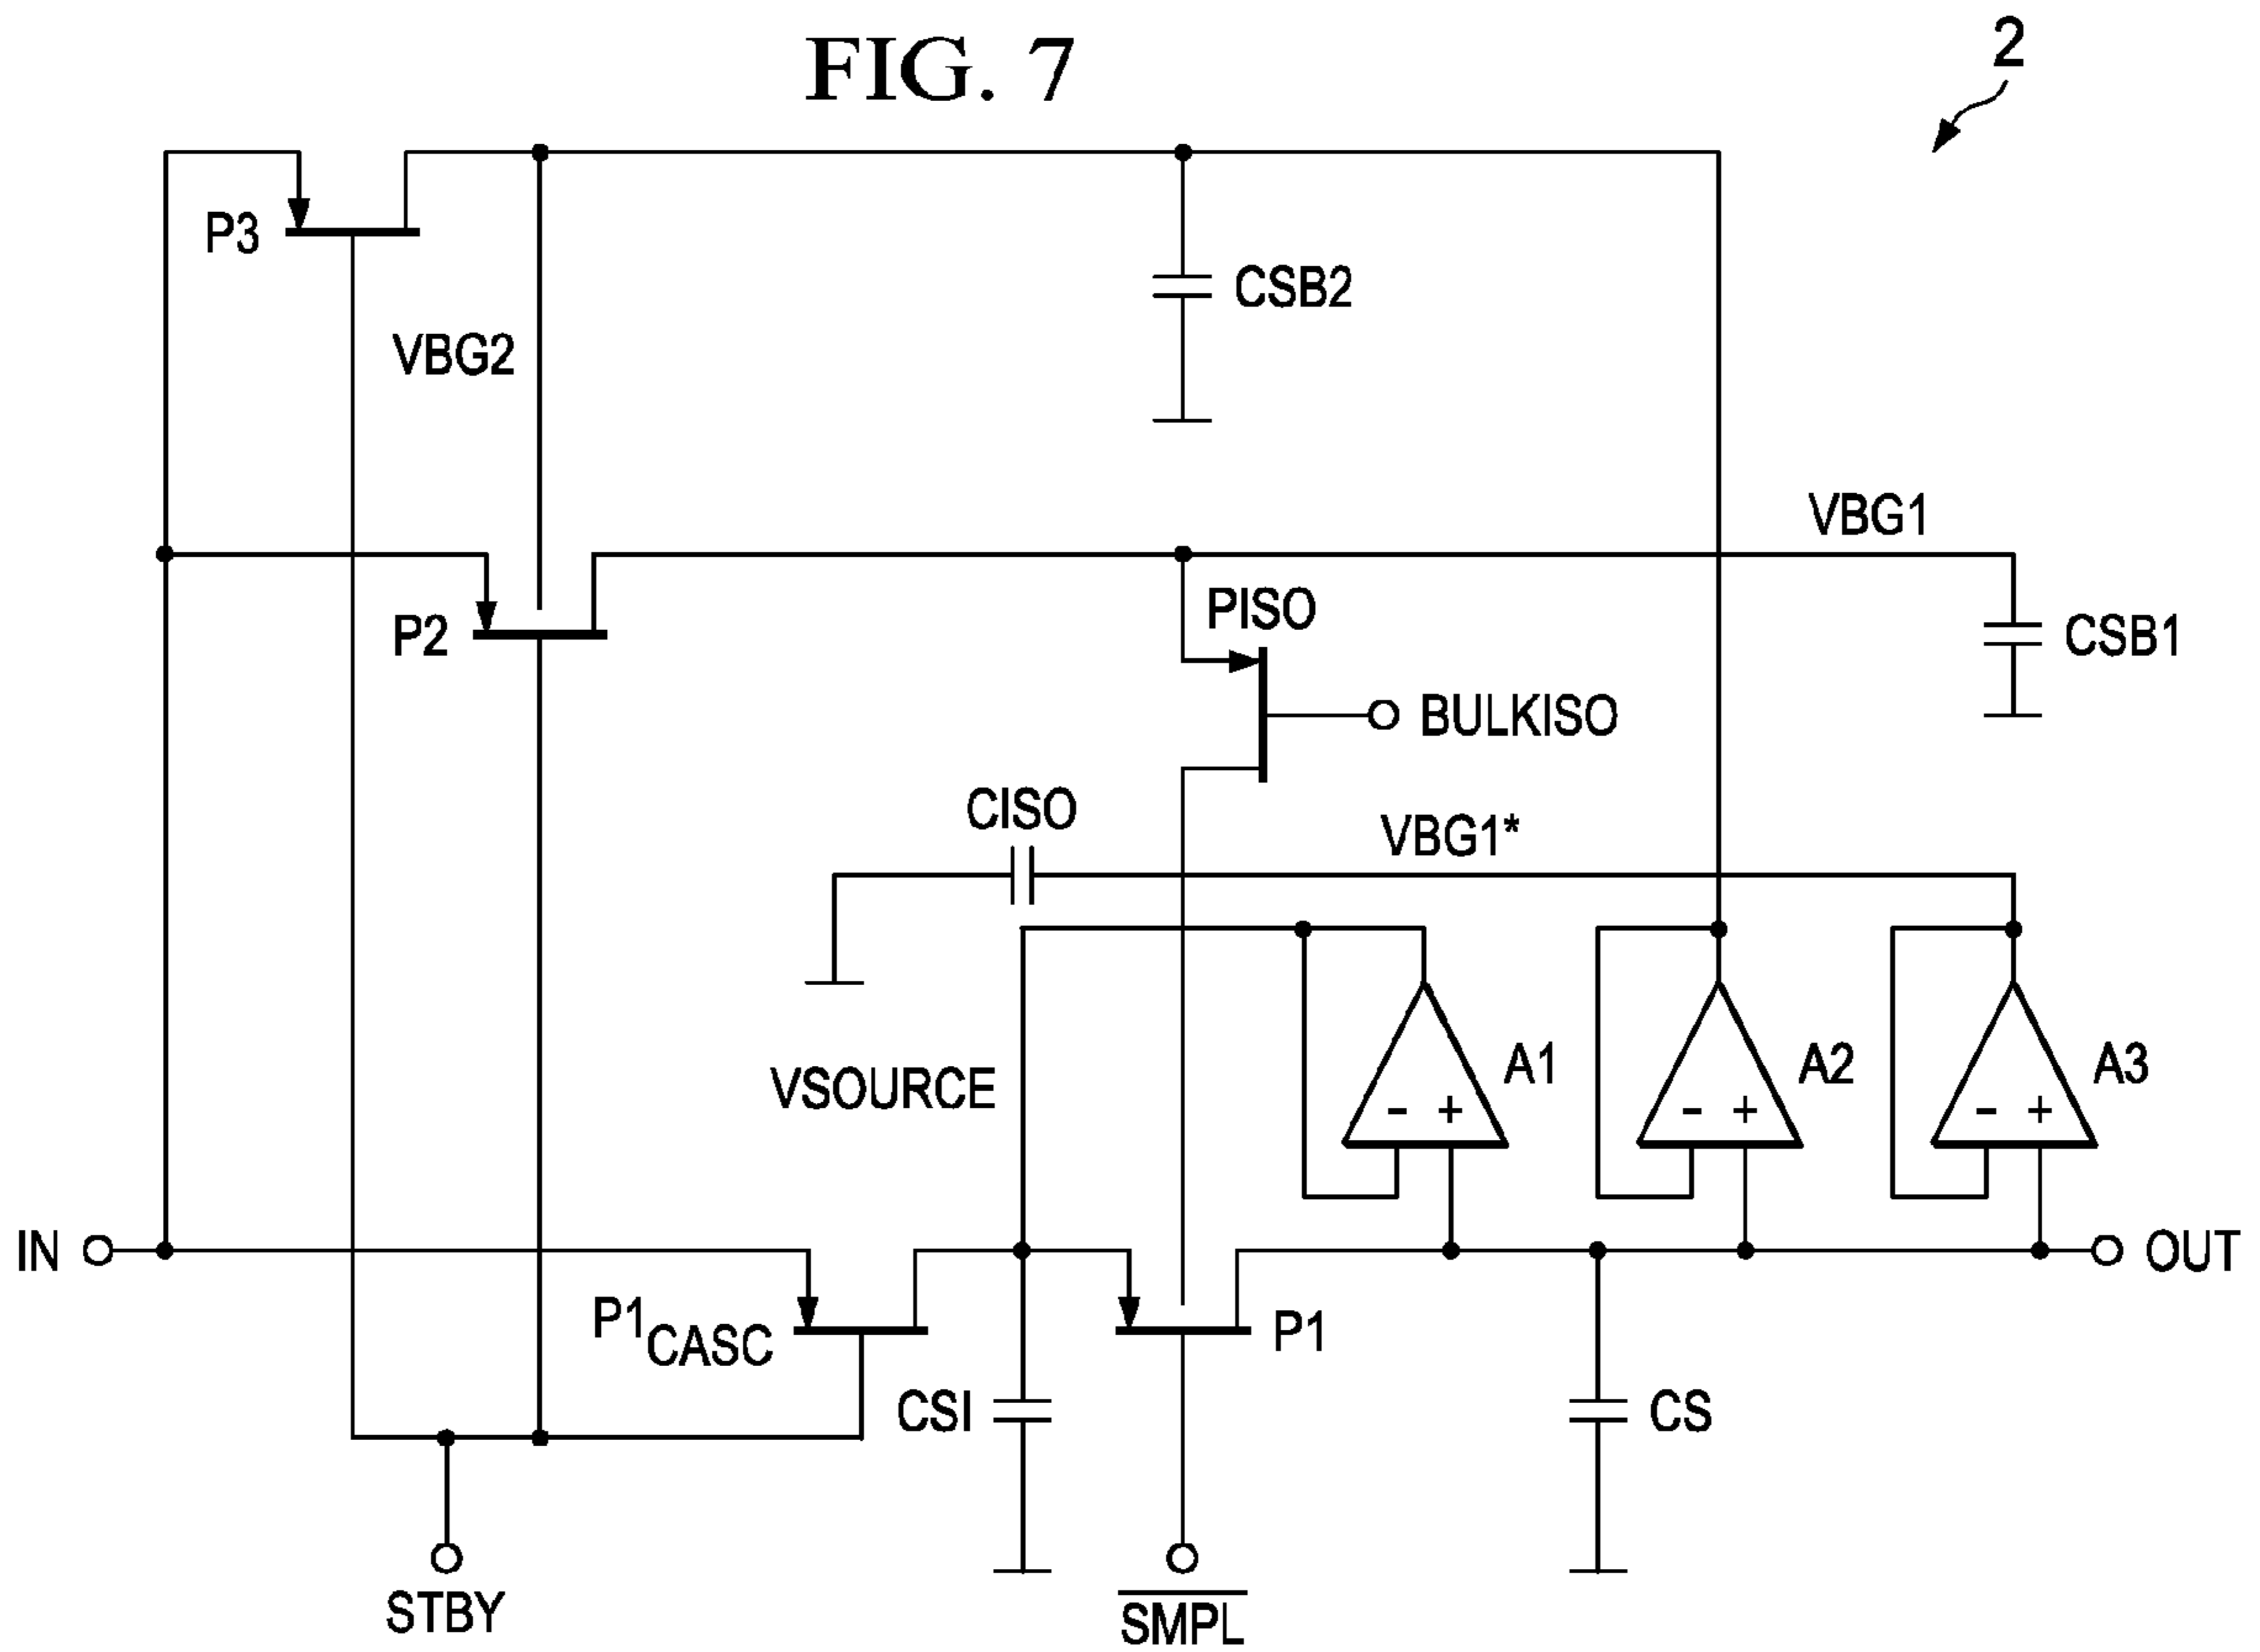 FIG. 7
2
P3
CSB2
VBG2
VBG1
PISO
P2
CSB1
BULKISO
CISO
VBG1*
VSOURCE
A1
A2
A3
- +
- +
- +
IN
OUT
P1CASC
P1
CSI
CS
STBY
SMPL